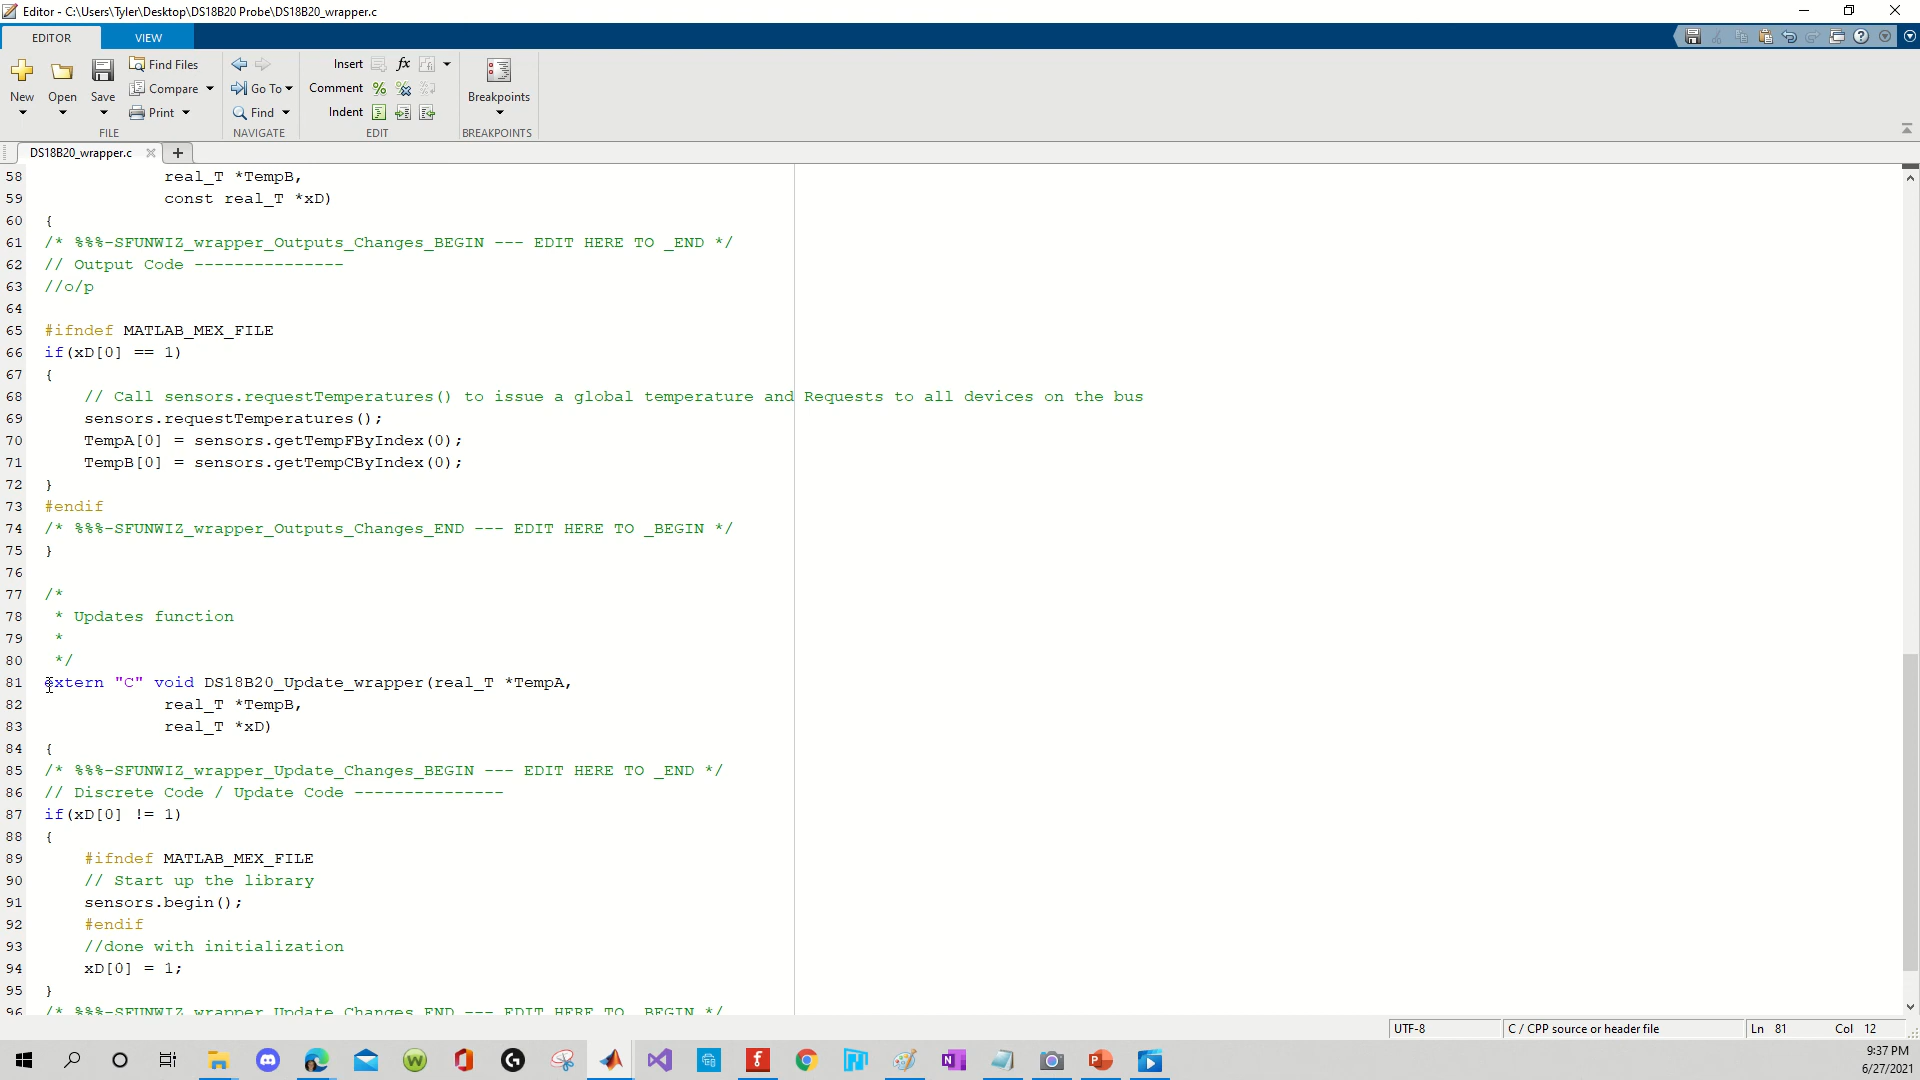 Editor - C:\Users\Tyler\Desktop\DS18B20 Probe\DS18B20_wrapper.c
EDITOR VIEW
New Open Save
Find Files
Compare
Print
FILE
Go To
Find
NAVIGATE
Insert fx
Comment
Indent
EDIT
Breakpoints
BREAKPOINTS
DS18B20_wrapper.c
58 real_T *TempB,
59 const real_T *xD)
60 {
61 /* %%%-SFUNWIZ_wrapper_Outputs_Changes_BEGIN --- EDIT HERE TO _END */
62 // Output Code ---------------
63 //o/p
64
65 #ifndef MATLAB_MEX_FILE
66 if(xD[0] == 1)
67 {
68 // Call sensors.requestTemperatures() to issue a global temperature and Requests to all devices on the bus
69 sensors.requestTemperatures();
70 TempA[0] = sensors.getTempFByIndex(0);
71 TempB[0] = sensors.getTempCByIndex(0);
72 }
73 #endif
74 /* %%%-SFUNWIZ_wrapper_Outputs_Changes_END --- EDIT HERE TO _BEGIN */
75 }
76
77 /*
78 * Updates function
79 *
80 */
81 extern "C" void DS18B20_Update_wrapper(real_T *TempA,
82 real_T *TempB,
83 real_T *xD)
84 {
85 /* %%%-SFUNWIZ_wrapper_Update_Changes_BEGIN --- EDIT HERE TO _END */
86 // Discrete Code / Update Code ---------------
87 if(xD[0] != 1)
88 {
89 #ifndef MATLAB_MEX_FILE
90 // Start up the library
91 sensors.begin();
92 #endif
93 //done with initialization
94 xD[0] = 1;
95 }
96 /* %%%-SFUNWIZ_wrapper_Update_Changes_END --- EDIT HERE TO _BEGIN */
UTF-8 C / CPP source or header file Ln 81 Col 12
9:37 PM
6/27/2021